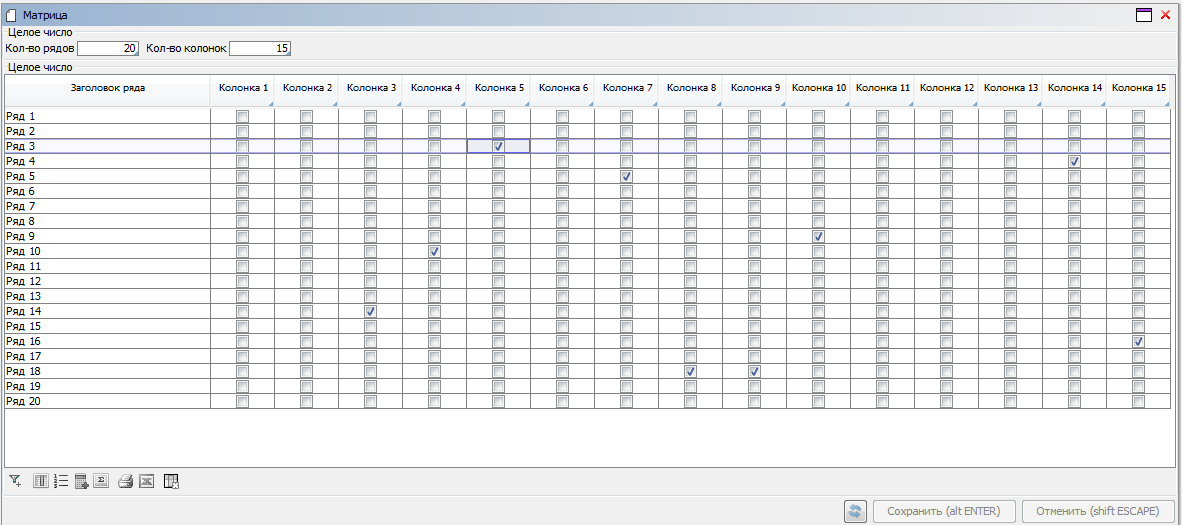 Матрица
Целое число
Кол-во рядов 20 Кол-во колонок 15
Целое число
Заголовок ряда Колонка 1 Колонка 2 Колонка 3 Колонка 4 Колонка 5 Колонка 6 Колонка 7 Колонка 8 Колонка 9 Колонка 10 Колонка 11 Колонка 12 Колонка 13 Колонка 14 Колонка 15
Ряд 1
Ряд 2
Ряд 3
Ряд 4
Ряд 5
Ряд 6
Ряд 7
Ряд 8
Ряд 9
Ряд 10
Ряд 11
Ряд 12
Ряд 13
Ряд 14
Ряд 15
Ряд 16
Ряд 17
Ряд 18
Ряд 19
Ряд 20
Сохранить (alt ENTER) Отменить (shift ESCAPE)